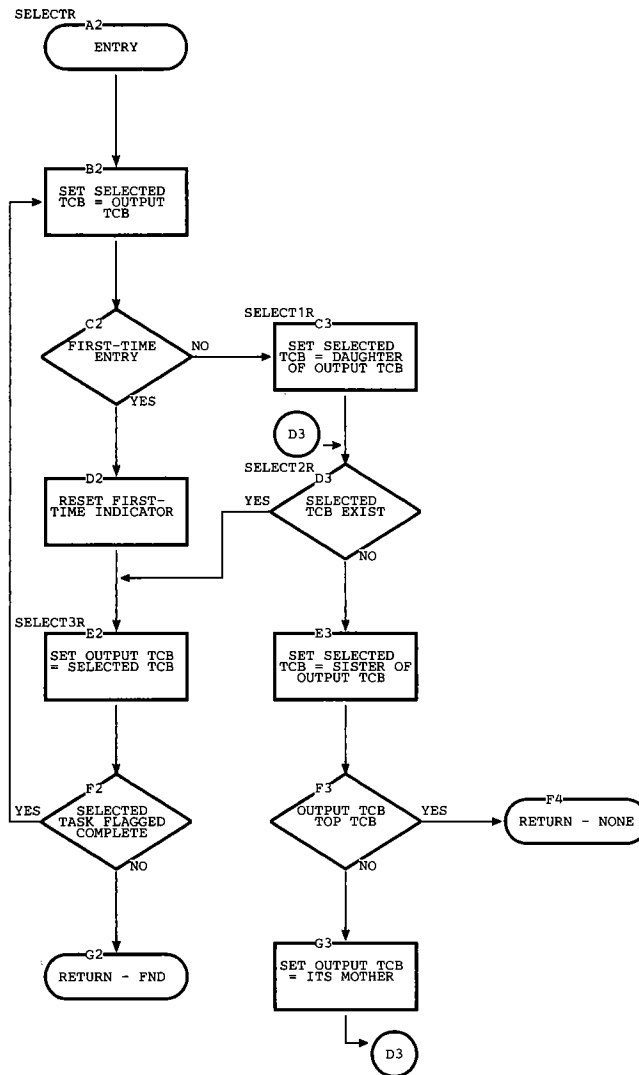 SELECTR
A2
ENTRY
B2
SET SELECTED
TCB = OUTPUT
TCB
C2
FIRST-TIME
ENTRY
NO
YES
SELECT1R
C3
SET SELECTED
TCB = DAUGHTER
OF OUTPUT TCB
D3
SELECT2R
D3
SELECTED
TCB EXIST
YES
NO
D2
RESET FIRST-
TIME INDICATOR
SELECT3R
E2
SET OUTPUT TCB
= SELECTED TCB
E3
SET SELECTED
TCB = SISTER OF
OUTPUT TCB
F2
SELECTED
TASK FLAGGED
COMPLETE
YES
NO
F3
OUTPUT TCB
TOP TCB
YES
NO
F4
RETURN - NONE
G2
RETURN - FND
G3
SET OUTPUT TCB
= ITS MOTHER
D3